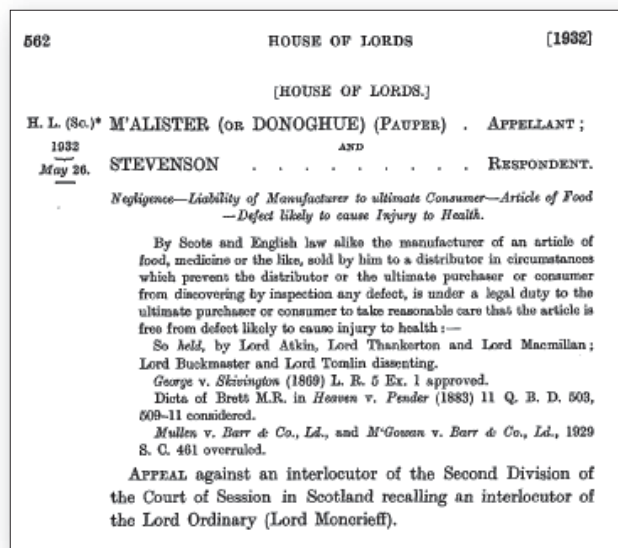 562 HOUSE OF LORDS [1932]
[HOUSE OF LORDS.]
H. L. (Sc.)* M'ALISTER (OR DONOGHUE) (PAUPER) . APPELLANT ;
1932 AND
May 26. STEVENSON . . . . . . . . . RESPONDENT.
Negligence—Liability of Manufacturer to ultimate Consumer—Article of Food
—Defect likely to cause Injury to Health.
By Scots and English law alike the manufacturer of an article of
food, medicine or the like, sold by him to a distributor in circumstances
which prevent the distributor or the ultimate purchaser or consumer
from discovering by inspection any defect, is under a legal duty to the
ultimate purchaser or consumer to take reasonable care that the article is
free from defect likely to cause injury to health :—
So held, by Lord Atkin, Lord Thankerton and Lord Macmillan ;
Lord Buckmaster and Lord Tomlin dissenting.
George v. Skivington (1869) L. R. 5 Ex. 1 approved.
Dicta of Brett M.R. in Heaven v. Pender (1883) 11 Q. B. D. 503,
509-11 considered.
Mullen v. Barr & Co., Ld., and M'Gowan v. Barr & Co., Ld., 1929
S. C. 461 overruled.
APPEAL against an interlocutor of the Second Division of
the Court of Session in Scotland recalling an interlocutor of
the Lord Ordinary (Lord Moncrieff).